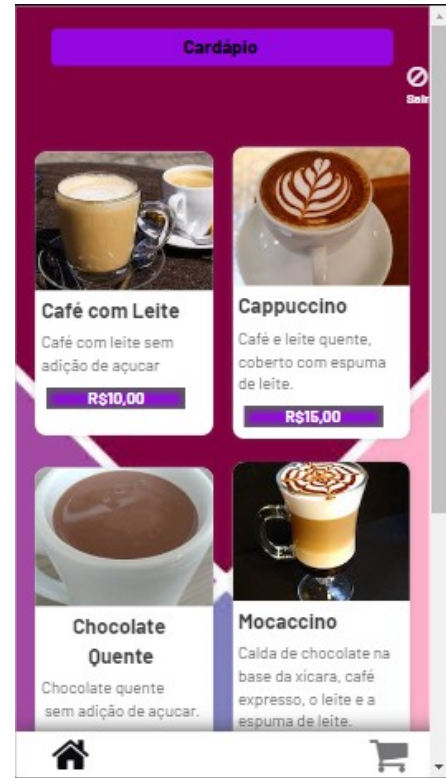 Cardápio
Sair
Café com Leite
Café com leite sem
adição de açucar
R$10,00
Cappuccino
Café e leite quente,
coberto com espuma
de leite.
R$15,00
Chocolate
Quente
Chocolate quente
sem adição de açucar.
Mocaccino
Calda de chocolate na
base da xicara, café
expresso, o leite e a
espuma de leite.